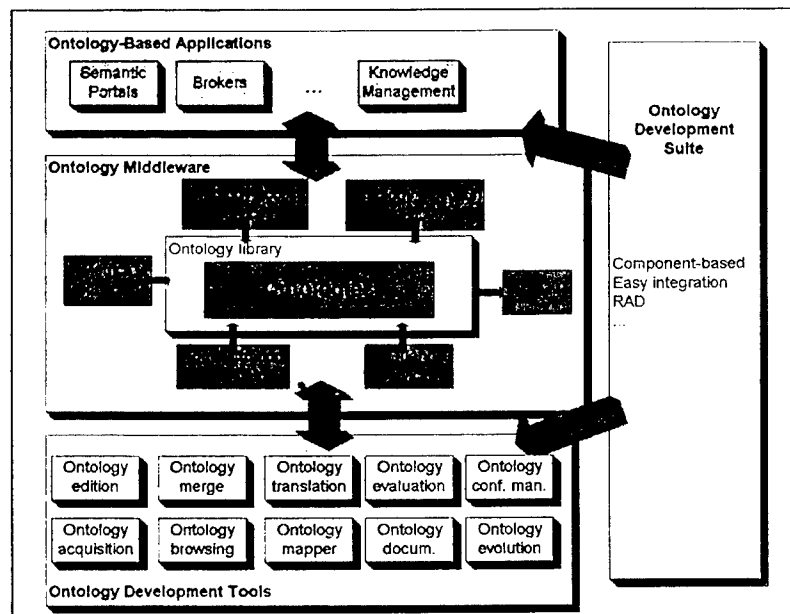 Ontology-Based Applications
Semantic
Portals
Brokers
...
Knowledge
Management
Ontology
Development
Suite
Component-based
Easy integration
RAD
...
Ontology Middleware
Ontology library
Ontology
edition
Ontology
merge
Ontology
translation
Ontology
evaluation
Ontology
conf. man.
Ontology
acquisition
Ontology
browsing
Ontology
mapper
Ontology
docum.
Ontology
evolution
Ontology Development Tools